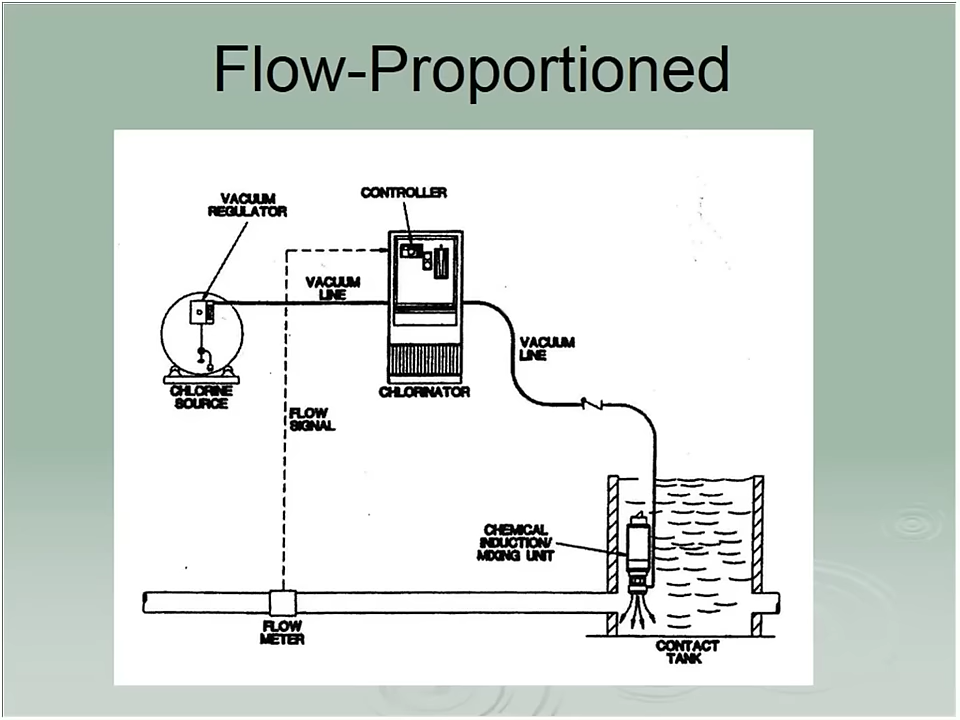 Flow-Proportioned
VACUUM
REGULATOR
CONTROLLER
VACUUM
LINE
VACUUM
LINE
CHLORINE
SOURCE
CHLORINATOR
FLOW
SIGNAL
CHEMICAL
INDUCTION/
MIXING UNIT
FLOW
METER
CONTACT
TANK